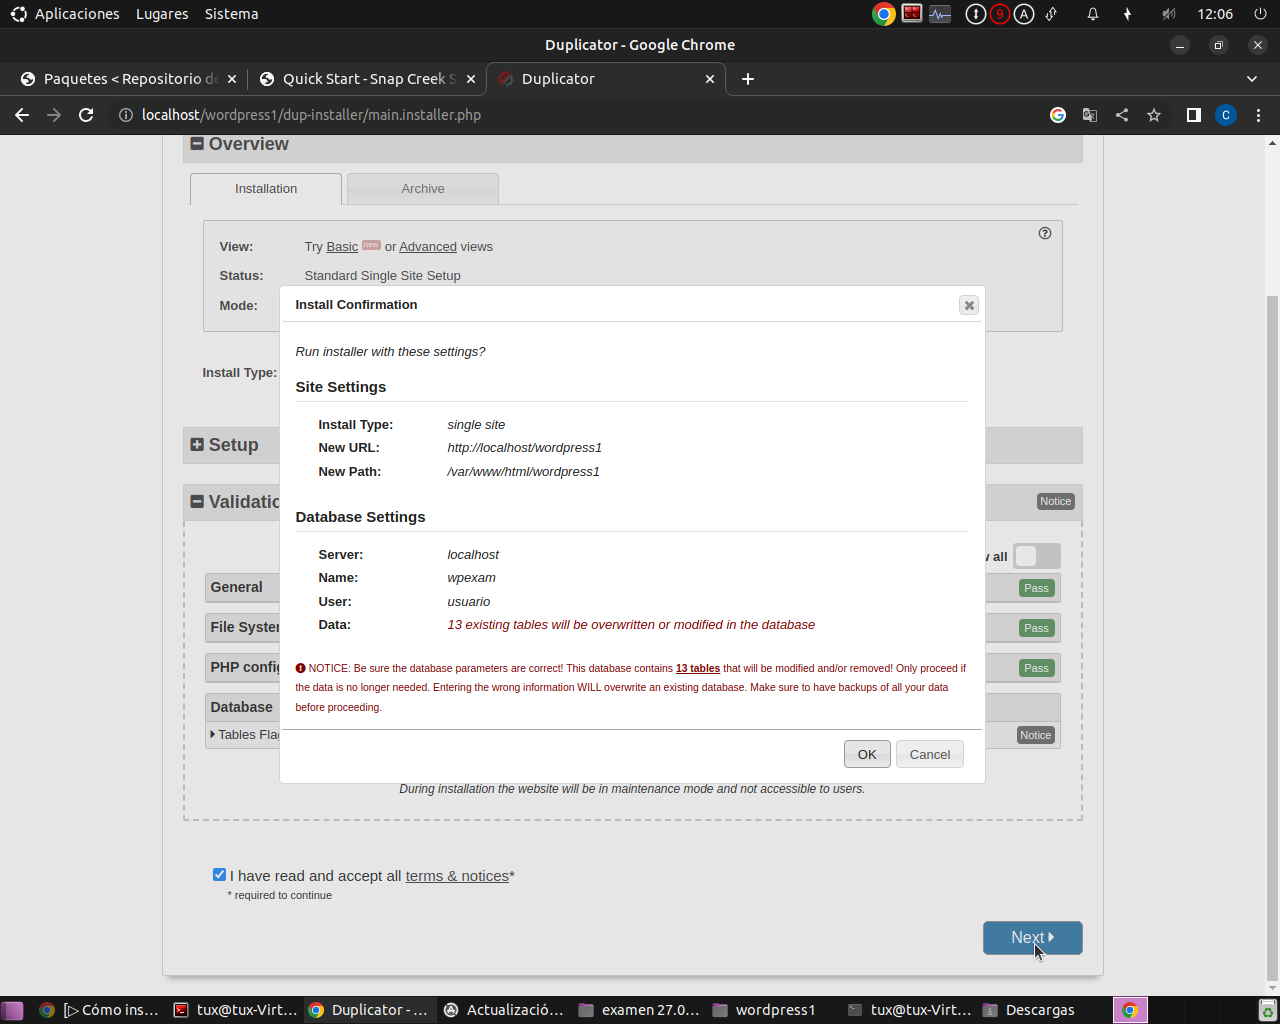 Aplicaciones Lugares Sistema 9 A 12:06
Duplicator - Google Chrome
Paquetes < Repositorio de Quick Start - Snap Creek S Duplicator
localhost/wordpress1/dup-installer/main.installer.php C
Overview
Installation Archive
View: Try Basic new or Advanced views
Status: Standard Single Site Setup
Mode:
Install Confirmation
Run installer with these settings?
Install Type:
Site Settings
Install Type: single site
New URL: http://localhost/wordpress1
New Path: /var/www/html/wordpress1
Setup
Validatio Notice
Database Settings
Server: localhost
Name: wpexam
User: usuario
Data: 13 existing tables will be overwritten or modified in the database
w all
General Pass
File System Pass
PHP config Pass
Database
Tables Flag Notice
NOTICE: Be sure the database parameters are correct! This database contains 13 tables that will be modified and/or removed! Only proceed if
the data is no longer needed. Entering the wrong information WILL overwrite an existing database. Make sure to have backups of all your data
before proceeding.
OK Cancel
During installation the website will be in maintenance mode and not accessible to users.
I have read and accept all terms & notices*
* required to continue
Next
[▷ Cómo ins... tux@tux-Virt... Duplicator - ... Actualizació... examen 27.0... wordpress1 tux@tux-Virt... Descargas